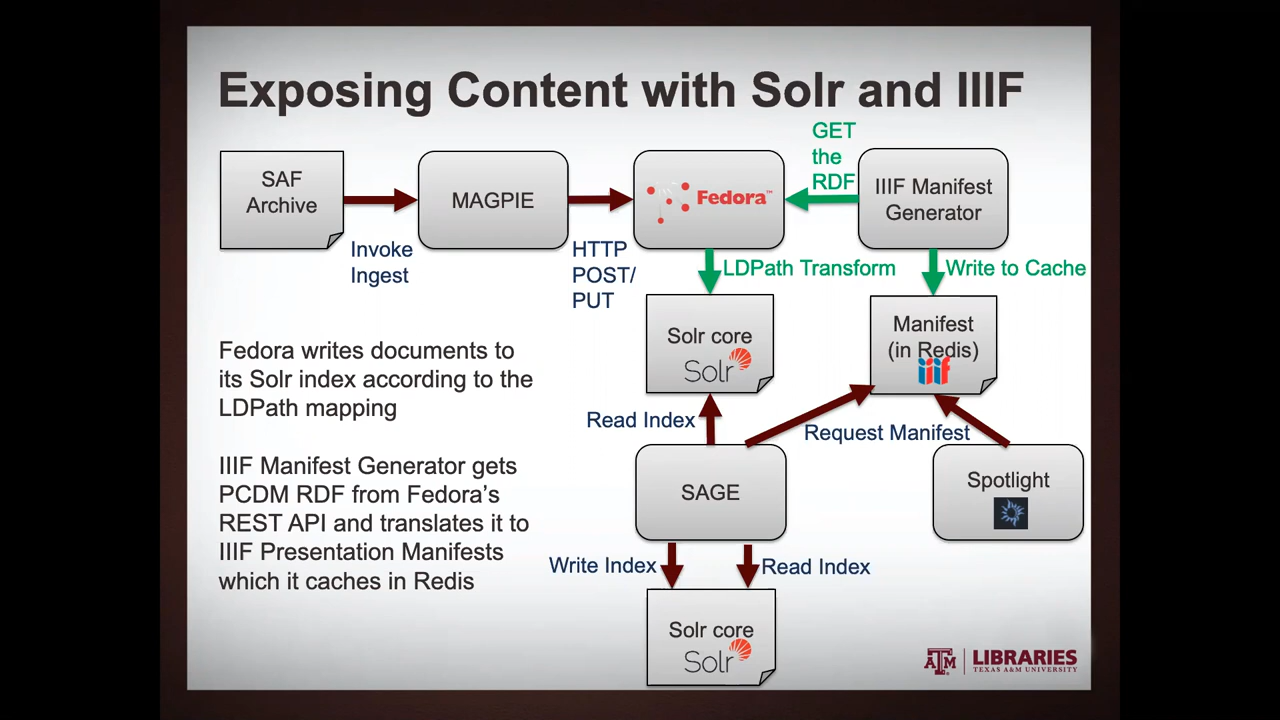 Exposing Content with Solr and IIIF
SAF
Archive
Invoke
Ingest
MAGPIE
HTTP
POST/
PUT
Fedora™
GET
the
RDF
IIIF Manifest
Generator
LDPath Transform
Write to Cache
Solr core
Solr
Manifest
(in Redis)
iiif
Read Index
Request Manifest
SAGE
Spotlight
Write Index
Read Index
Solr core
Solr
Fedora writes documents to
its Solr index according to the
LDPath mapping
IIIF Manifest Generator gets
PCDM RDF from Fedora's
REST API and translates it to
IIIF Presentation Manifests
which it caches in Redis
ATM
LIBRARIES
TEXAS A&M UNIVERSITY